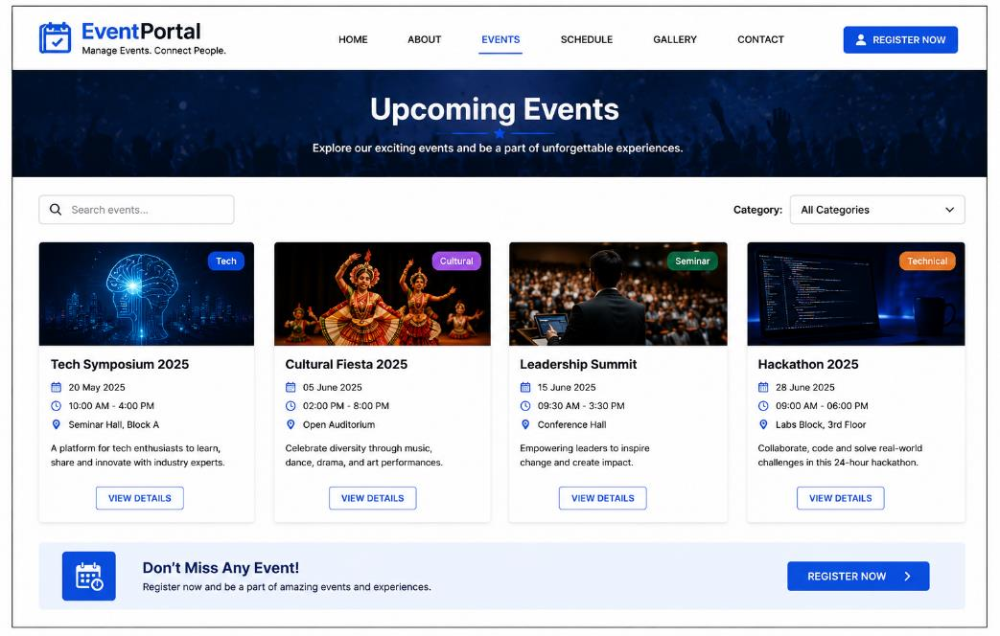 EventPortal
Manage Events. Connect People.
HOME ABOUT EVENTS SCHEDULE GALLERY CONTACT REGISTER NOW
Upcoming Events
Explore our exciting events and be a part of unforgettable experiences.
Search events...
Category: All Categories
Tech
Cultural
Seminar
Technical
Tech Symposium 2025
20 May 2025
10:00 AM - 4:00 PM
Seminar Hall, Block A
A platform for tech enthusiasts to learn,
share and innovate with industry experts.
VIEW DETAILS
Cultural Fiesta 2025
05 June 2025
02:00 PM - 8:00 PM
Open Auditorium
Celebrate diversity through music,
dance, drama, and art performances.
VIEW DETAILS
Leadership Summit
15 June 2025
09:30 AM - 3:30 PM
Conference Hall
Empowering leaders to inspire
change and create impact.
VIEW DETAILS
Hackathon 2025
28 June 2025
09:00 AM - 06:00 PM
Labs Block, 3rd Floor
Collaborate, code and solve real-world
challenges in this 24-hour hackathon.
VIEW DETAILS
Don't Miss Any Event!
Register now and be a part of amazing events and experiences.
REGISTER NOW